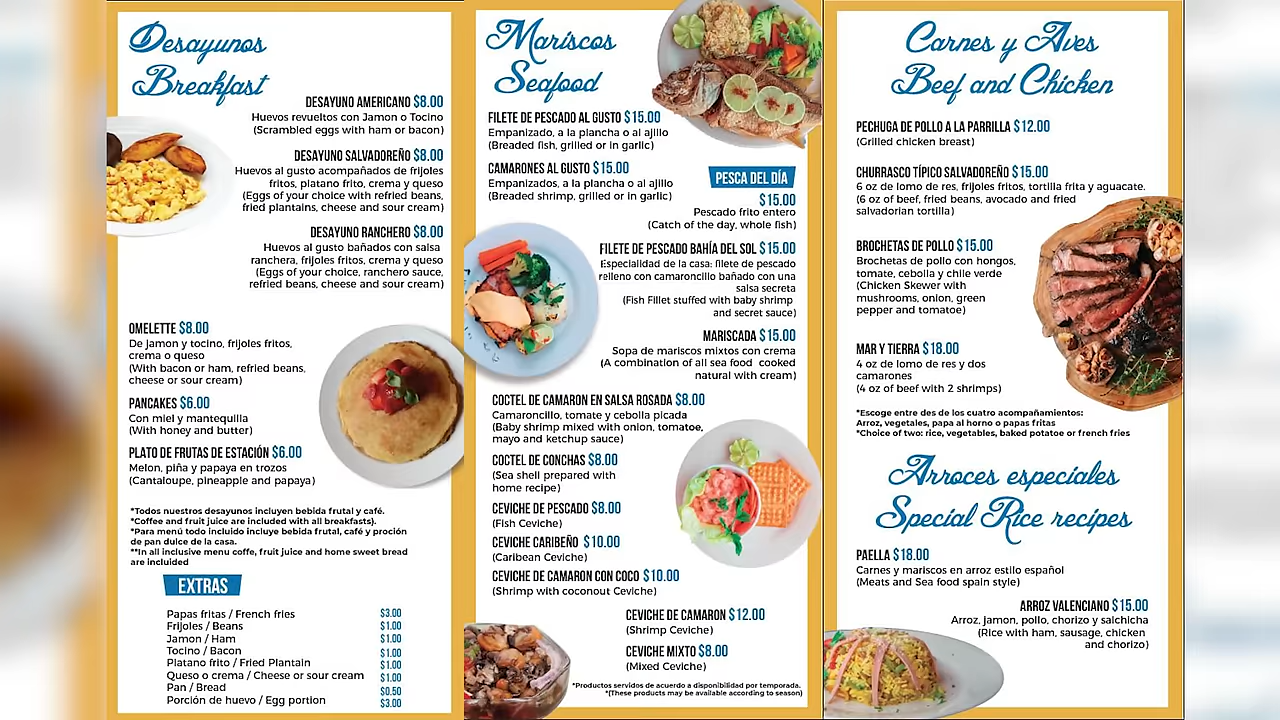 Desayunos
Breakfast
DESAYUNO AMERICANO $8.00
Huevos revueltos con Jamon o Tocino
(Scrambled eggs with ham or bacon)
DESAYUNO SALVADOREÑO $8.00
Huevos al gusto acompañados de frijoles
fritos, platano frito, crema y queso
(Eggs of your choice with refried beans,
fried plantains, cheese and sour cream)
DESAYUNO RANCHERO $8.00
Huevos al gusto bañados con salsa
ranchera, frijoles fritos, crema y queso
(Eggs of your choice, ranchero sauce,
refried beans, cheese and sour cream)
OMELETTE $8.00
De jamon y tocino, frijoles fritos,
crema o queso
(With bacon or ham, refried beans,
cheese or sour cream)
PANCAKES $6.00
Con miel y mantequilla
(With honey and butter)
PLATO DE FRUTAS DE ESTACIÓN $6.00
Melon, piña y papaya en trozos
(Cantaloupe, pineapple and papaya)
*Todos nuestros desayunos incluyen bebida frutal y café.
*Coffee and fruit juice are included with all breakfasts).
*Para menú todo incluido incluye bebida frutal, café y proción
de pan dulce de la casa.
**In all inclusive menu coffe, fruit juice and home sweet bread
are incluided
EXTRAS
Papas fritas / French fries $3.00
Frijoles / Beans $1.00
Jamon / Ham $1.00
Tocino / Bacon $1.00
Platano frito / Fried Plantain $1.00
Queso o crema / Cheese or sour cream $1.00
Pan / Bread $0.50
Porción de huevo / Egg portion $3.00
Mariscos
Seafood
FILETE DE PESCADO AL GUSTO $15.00
Empanizado, a la plancha o al ajillo
(Breaded fish, grilled or in garlic)
CAMARONES AL GUSTO $15.00
Empanizados, a la plancha o al ajillo
(Breaded shrimp, grilled or in garlic)
PESCA DEL DÍA
$15.00
Pescado frito entero
(Catch of the day, whole fish)
FILETE DE PESCADO BAHÍA DEL SOL $15.00
Especialidad de la casa: filete de pescado
relleno con camaroncillo bañado con una
salsa secreta
(Fish Fillet stuffed with baby shrimp
and secret sauce)
MARISCADA $15.00
Sopa de mariscos mixtos con crema
(A combination of all sea food cooked
natural with cream)
COCTEL DE CAMARON EN SALSA ROSADA $8.00
Camaroncillo, tomate y cebolla picada
(Baby shrimp mixed with onion, tomatoe,
mayo and ketchup sauce)
COCTEL DE CONCHAS $8.00
(Sea shell prepared with
home recipe)
CEVICHE DE PESCADO $8.00
(Fish Ceviche)
CEVICHE CARIBEÑO $10.00
(Caribean Ceviche)
CEVICHE DE CAMARON CON COCO $10.00
(Shrimp with coconout Ceviche)
CEVICHE DE CAMARON $12.00
(Shrimp Ceviche)
CEVICHE MIXTO $8.00
(Mixed Ceviche)
*Productos servidos de acuerdo a disponibilidad por temporada.
*(These products may be available according to season)
Carnes y Aves
Beef and Chicken
PECHUGA DE POLLO A LA PARRILLA $12.00
(Grilled chicken breast)
CHURRASCO TÍPICO SALVADOREÑO $15.00
6 oz de lomo de res, frijoles fritos, tortilla frita y aguacate.
(6 oz of beef, fried beans, avocado and fried
salvadorian tortilla)
BROCHETAS DE POLLO $15.00
Brochetas de pollo con hongos,
tomate, cebolla y chile verde
(Chicken Skewer with
mushrooms, onion, green
pepper and tomatoe)
MAR Y TIERRA $18.00
4 oz de lomo de res y dos
camarones
(4 oz of beef with 2 shrimps)
*Escoge entre des de los cuatro acompañamientos:
Arroz, vegetales, papa al horno o papas fritas
*Choice of two: rice, vegetables, baked potatoe or french fries
Arroces especiales
Special Rice recipes
PAELLA $18.00
Carnes y mariscos en arroz estilo español
(Meats and Sea food spain style)
ARROZ VALENCIANO $15.00
Arroz, jamon, pollo, chorizo y salchicha
(Rice with ham, sausage, chicken
and chorizo)